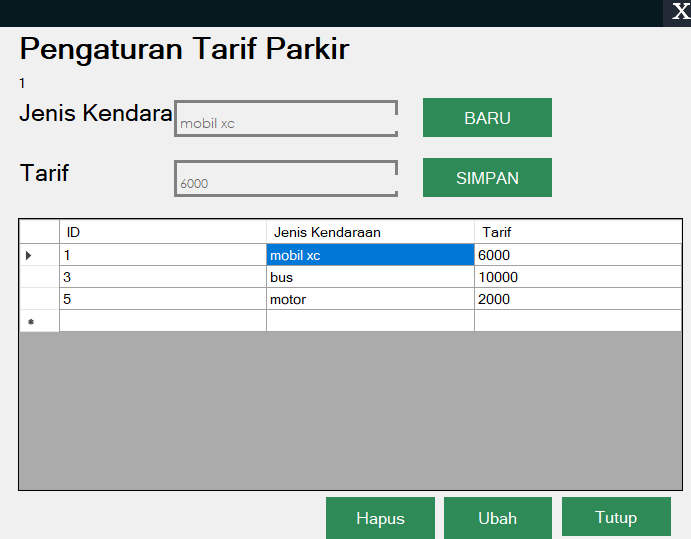 X
Pengaturan Tarif Parkir
1
Jenis Kendara
mobil xc
BARU
Tarif
6000
SIMPAN
ID Jenis Kendaraan Tarif
1 mobil xc 6000
3 bus 10000
5 motor 2000
Hapus Ubah Tutup